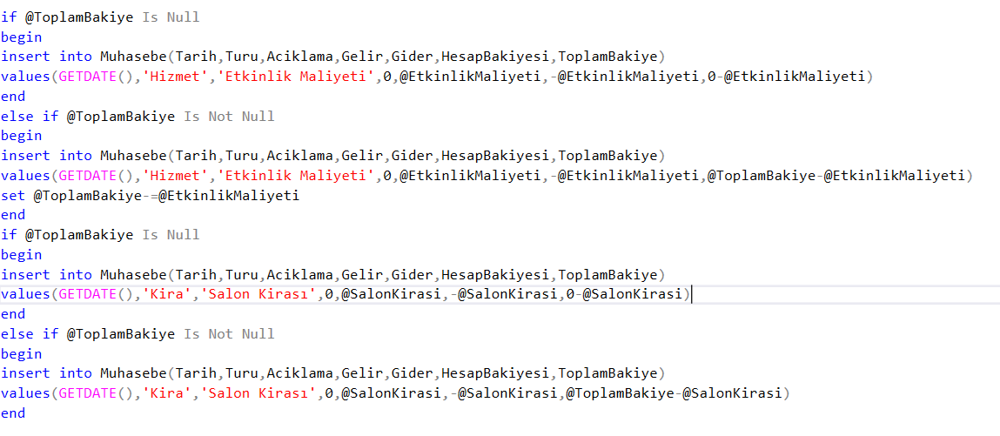 if @ToplamBakiye Is Null
begin
insert into Muhasebe(Tarih,Turu,Aciklama,Gelir,Gider,HesapBakiyesi,ToplamBakiye)
values(GETDATE(),'Hizmet','Etkinlik Maliyeti',0,@EtkinlikMaliyeti,-@EtkinlikMaliyeti,0-@EtkinlikMaliyeti)
end
else if @ToplamBakiye Is Not Null
begin
insert into Muhasebe(Tarih,Turu,Aciklama,Gelir,Gider,HesapBakiyesi,ToplamBakiye)
values(GETDATE(),'Hizmet','Etkinlik Maliyeti',0,@EtkinlikMaliyeti,-@EtkinlikMaliyeti,@ToplamBakiye-@EtkinlikMaliyeti)
set @ToplamBakiye-=@EtkinlikMaliyeti
end
if @ToplamBakiye Is Null
begin
insert into Muhasebe(Tarih,Turu,Aciklama,Gelir,Gider,HesapBakiyesi,ToplamBakiye)
values(GETDATE(),'Kira','Salon Kirası',0,@SalonKirasi,-@SalonKirasi,0-@SalonKirasi)
end
else if @ToplamBakiye Is Not Null
begin
insert into Muhasebe(Tarih,Turu,Aciklama,Gelir,Gider,HesapBakiyesi,ToplamBakiye)
values(GETDATE(),'Kira','Salon Kirası',0,@SalonKirasi,-@SalonKirasi,@ToplamBakiye-@SalonKirasi)
end